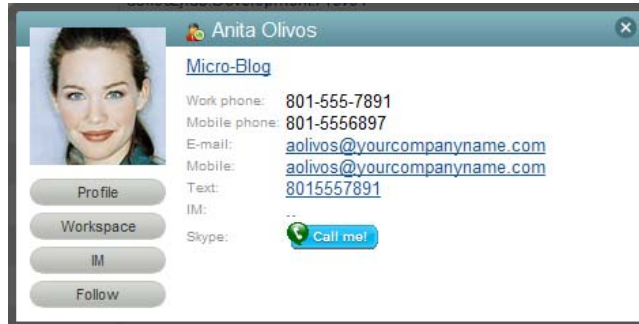 Anita Olivos
Micro-Blog
Work phone: 801-555-7891
Mobile phone: 801-5556897
E-mail: aolivos@yourcompanyname.com
Mobile: aolivos@yourcompanyname.com
Text: 8015557891
IM: --
Skype: Call me!
Profile
Workspace
IM
Follow